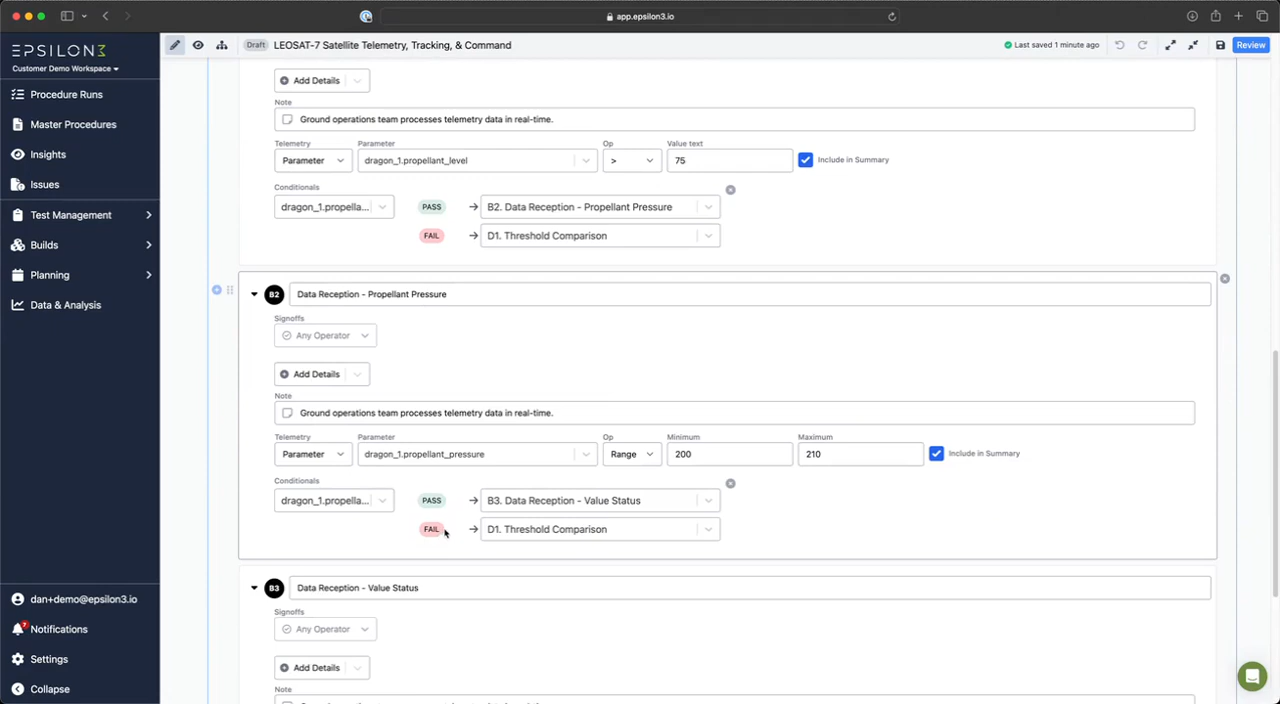 app.epsilon3.io
EPSILON3
Customer Demo Workspace
Procedure Runs
Master Procedures
Insights
Issues
Test Management
Builds
Planning
Data & Analysis
dan+demo@epsilon3.io
7
Notifications
Settings
Collapse
Draft LEOSAT-7 Satellite Telemetry, Tracking, & Command
Last saved 1 minute ago
Review
Add Details
Note
Ground operations team processes telemetry data in real-time.
Telemetry Parameter Op Value text
Parameter dragon_1.propellant_level > 75 Include in Summary
Conditionals
dragon_1.propella... PASS → B2. Data Reception - Propellant Pressure
FAIL → D1. Threshold Comparison
B2 Data Reception - Propellant Pressure
Signoffs
Any Operator
Add Details
Note
Ground operations team processes telemetry data in real-time.
Telemetry Parameter Op Minimum Maximum
Parameter dragon_1.propellant_pressure Range 200 210 Include in Summary
Conditionals
dragon_1.propella... PASS → B3. Data Reception - Value Status
FAIL → D1. Threshold Comparison
B3 Data Reception - Value Status
Signoffs
Any Operator
Add Details
Note